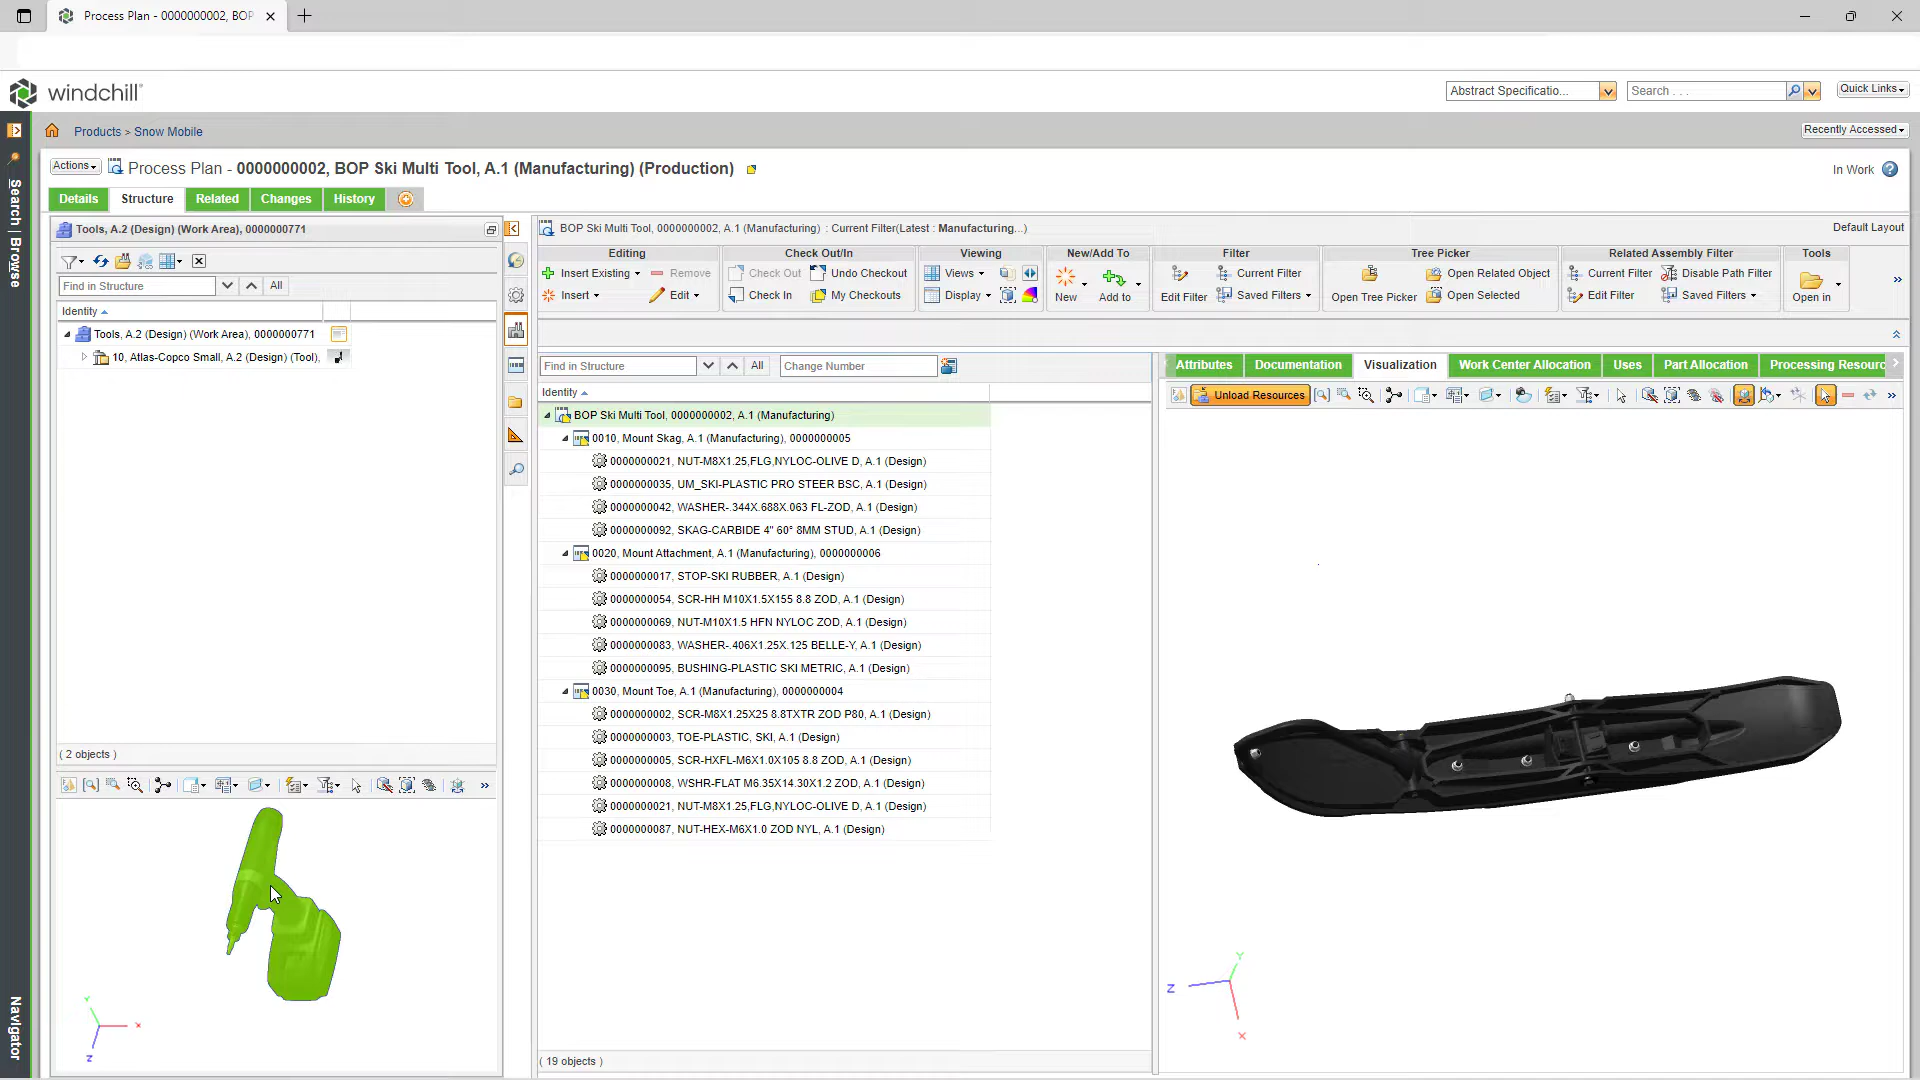 Process Plan - 0000000002, BOP
windchill
Abstract Specificatio...
Search . . .
Quick Links
Products > Snow Mobile
Recently Accessed
Actions
Process Plan - 0000000002, BOP Ski Multi Tool, A.1 (Manufacturing) (Production)
In Work
Details
Structure
Related
Changes
History
Search | Browse
Navigator
Tools, A.2 (Design) (Work Area), 0000000771
Find in Structure
All
Identity
Tools, A.2 (Design) (Work Area), 0000000771
10, Atlas-Copco Small, A.2 (Design) (Tool),
( 2 objects )
Y
X
Z
BOP Ski Multi Tool, 0000000002, A.1 (Manufacturing) : Current Filter(Latest : Manufacturing...)
Default Layout
Editing
Check Out/In
Viewing
New/Add To
Filter
Tree Picker
Related Assembly Filter
Tools
Insert Existing
Remove
Check Out
Undo Checkout
Views
Current Filter
Open Related Object
Current Filter
Disable Path Filter
Insert
Edit
Check In
My Checkouts
Display
New
Add to
Edit Filter
Saved Filters
Open Tree Picker
Open Selected
Edit Filter
Saved Filters
Open in
Find in Structure
All
Change Number
Identity
BOP Ski Multi Tool, 0000000002, A.1 (Manufacturing)
0010, Mount Skag, A.1 (Manufacturing), 0000000005
0000000021, NUT-M8X1.25,FLG,NYLOC-OLIVE D, A.1 (Design)
0000000035, UM_SKI-PLASTIC PRO STEER BSC, A.1 (Design)
0000000042, WASHER-.344X.688X.063 FL-ZOD, A.1 (Design)
0000000092, SKAG-CARBIDE 4" 60° 8MM STUD, A.1 (Design)
0020, Mount Attachment, A.1 (Manufacturing), 0000000006
0000000017, STOP-SKI RUBBER, A.1 (Design)
0000000054, SCR-HH M10X1.5X155 8.8 ZOD, A.1 (Design)
0000000069, NUT-M10X1.5 HFN NYLOC ZOD, A.1 (Design)
0000000083, WASHER-.406X1.25X.125 BELLE-Y, A.1 (Design)
0000000095, BUSHING-PLASTIC SKI METRIC, A.1 (Design)
0030, Mount Toe, A.1 (Manufacturing), 0000000004
0000000002, SCR-M8X1.25X25 8.8TXTR ZOD P80, A.1 (Design)
0000000003, TOE-PLASTIC, SKI, A.1 (Design)
0000000005, SCR-HXFL-M6X1.0X105 8.8 ZOD, A.1 (Design)
0000000008, WSHR-FLAT M6.35X14.30X1.2 ZOD, A.1 (Design)
0000000021, NUT-M8X1.25,FLG,NYLOC-OLIVE D, A.1 (Design)
0000000087, NUT-HEX-M6X1.0 ZOD NYL, A.1 (Design)
( 19 objects )
Attributes
Documentation
Visualization
Work Center Allocation
Uses
Part Allocation
Processing Resourc
Unload Resources
Y
Z
X